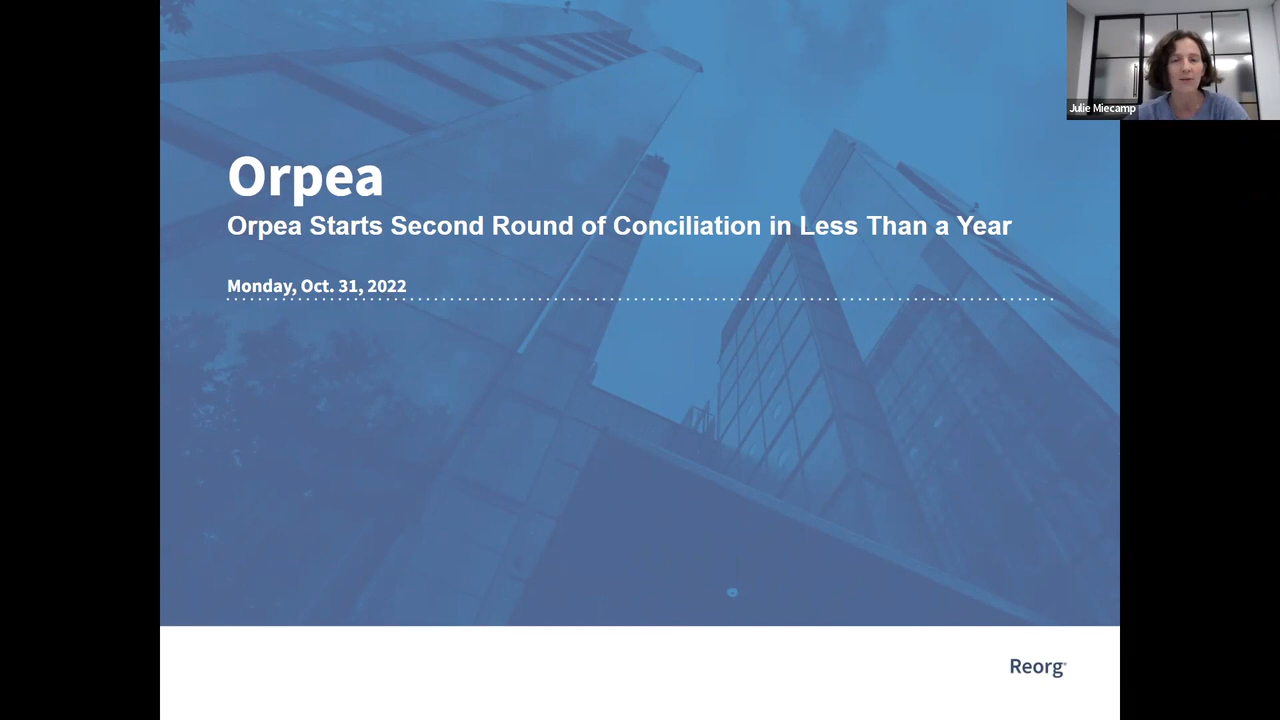 Julie Miecamp
Orpea
Orpea Starts Second Round of Conciliation in Less Than a Year
Monday, Oct. 31, 2022
Reorg